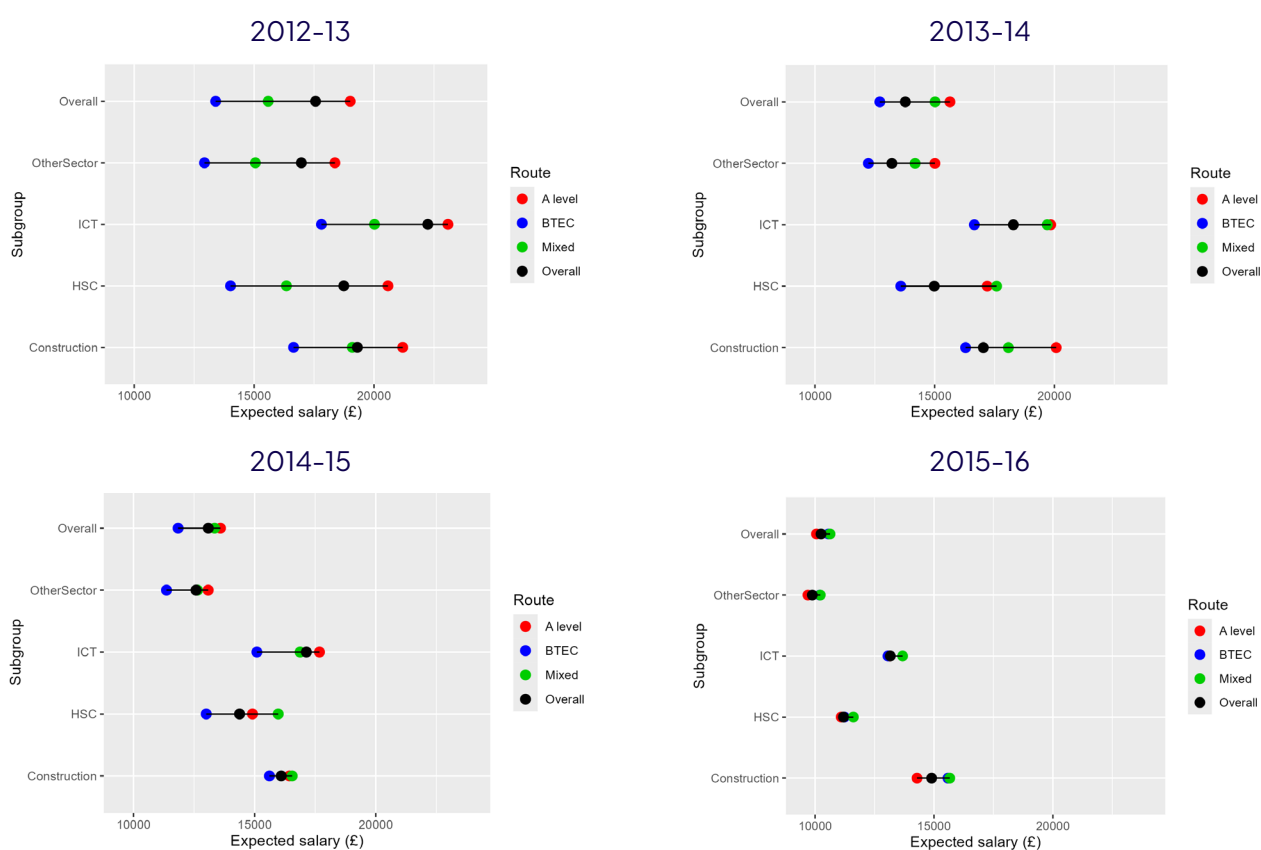 2012-13
Subgroup
Overall
OtherSector
ICT
HSC
Construction
10000 15000 20000
Expected salary (£)
Route
A level
BTEC
Mixed
Overall
2013-14
Subgroup
Overall
OtherSector
ICT
HSC
Construction
10000 15000 20000
Expected salary (£)
Route
A level
BTEC
Mixed
Overall
2014-15
Subgroup
Overall
OtherSector
ICT
HSC
Construction
10000 15000 20000
Expected salary (£)
Route
A level
BTEC
Mixed
Overall
2015-16
Subgroup
Overall
OtherSector
ICT
HSC
Construction
10000 15000 20000
Expected salary (£)
Route
A level
BTEC
Mixed
Overall